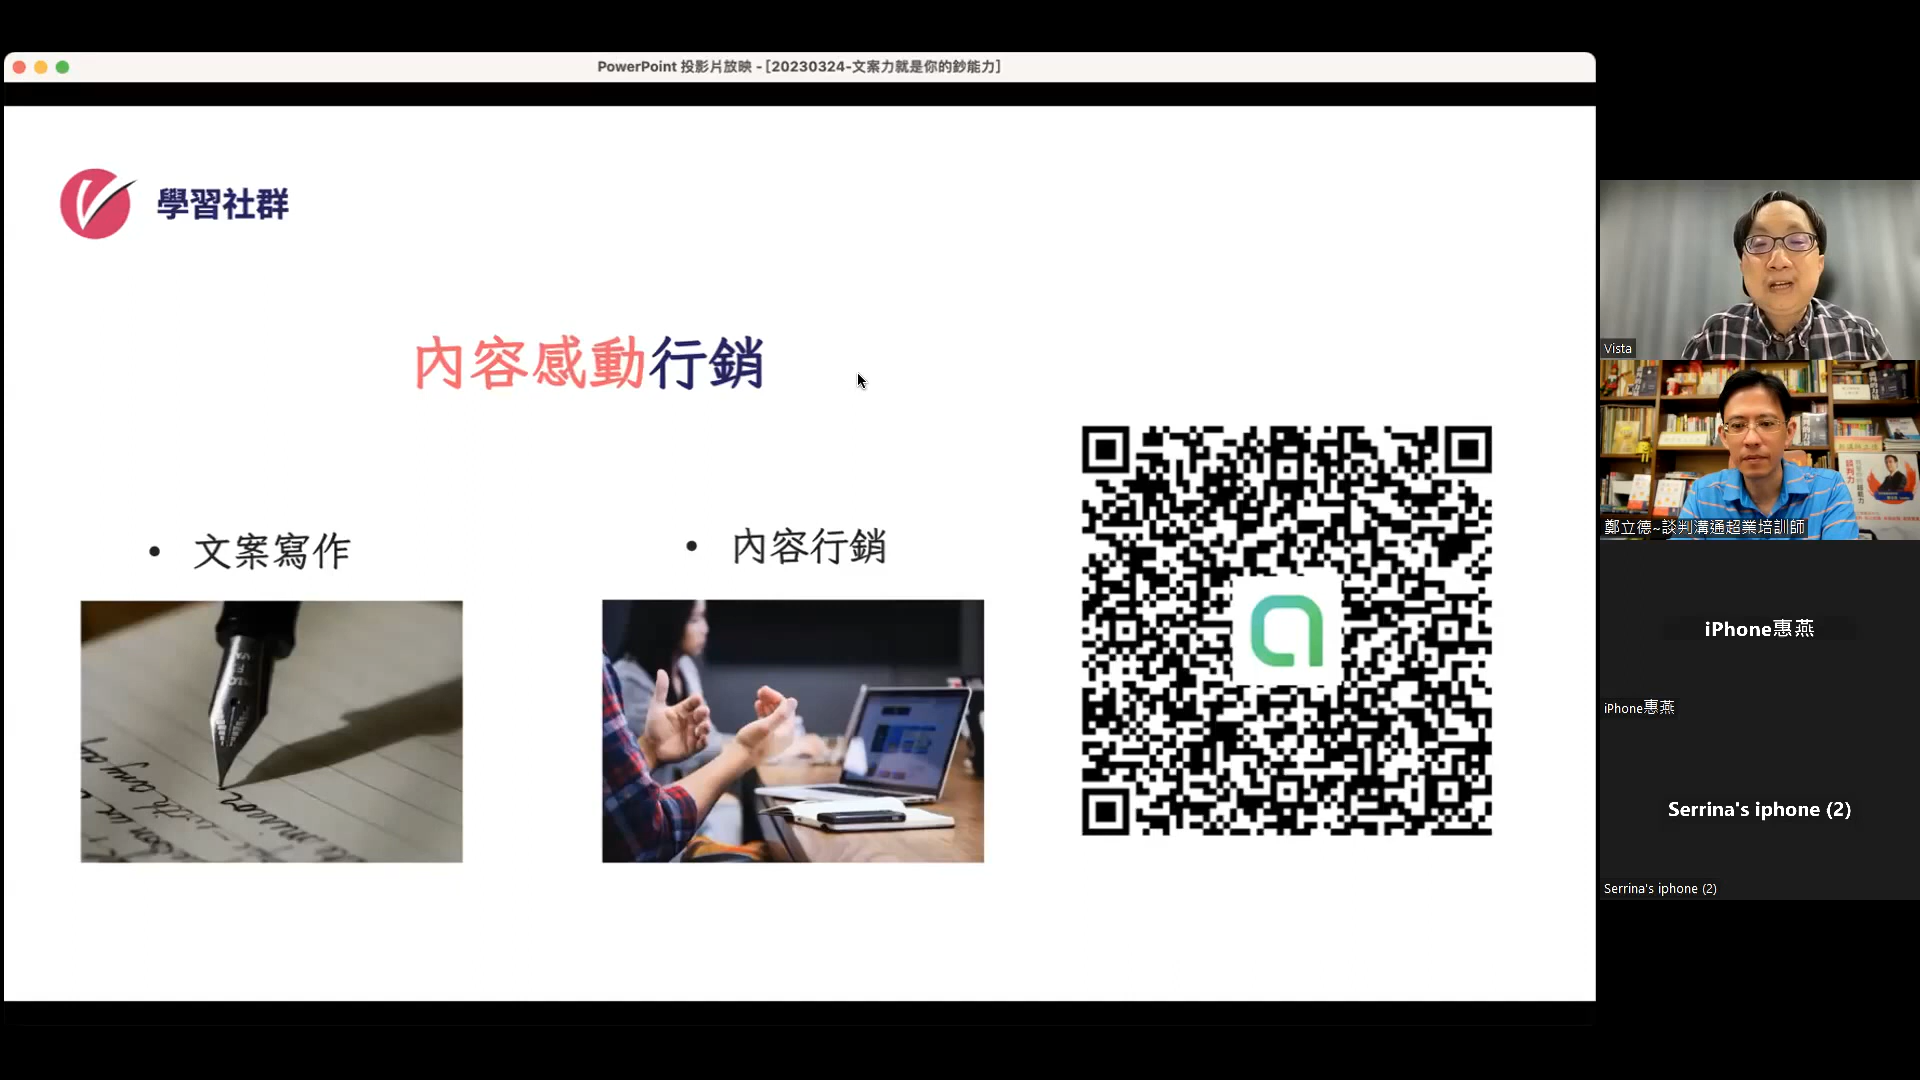 PowerPoint 投影片放映 - [20230324-文案力就是你的鈔能力]
學習社群
內容感動行銷
• 文案寫作
• 內容行銷
Vista
鄭立德~談判溝通超業培訓師
iPhone惠燕
iPhone惠燕
Serrina's iphone (2)
Serrina's iphone (2)